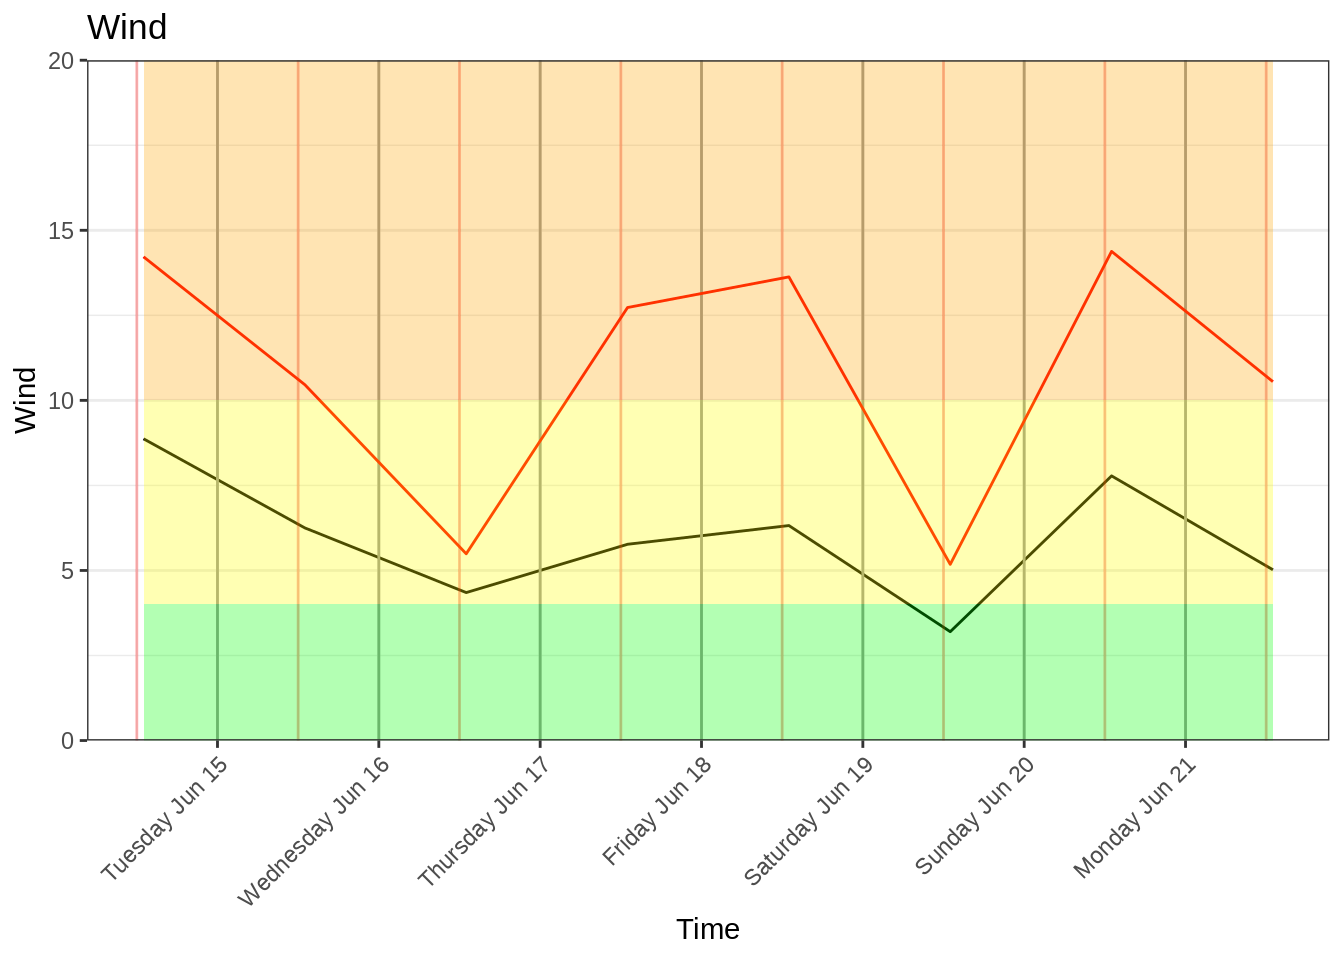 Wind
20
15
10
5
0
Wind
Tuesday Jun 15
Wednesday Jun 16
Thursday Jun 17
Friday Jun 18
Saturday Jun 19
Sunday Jun 20
Monday Jun 21
Time